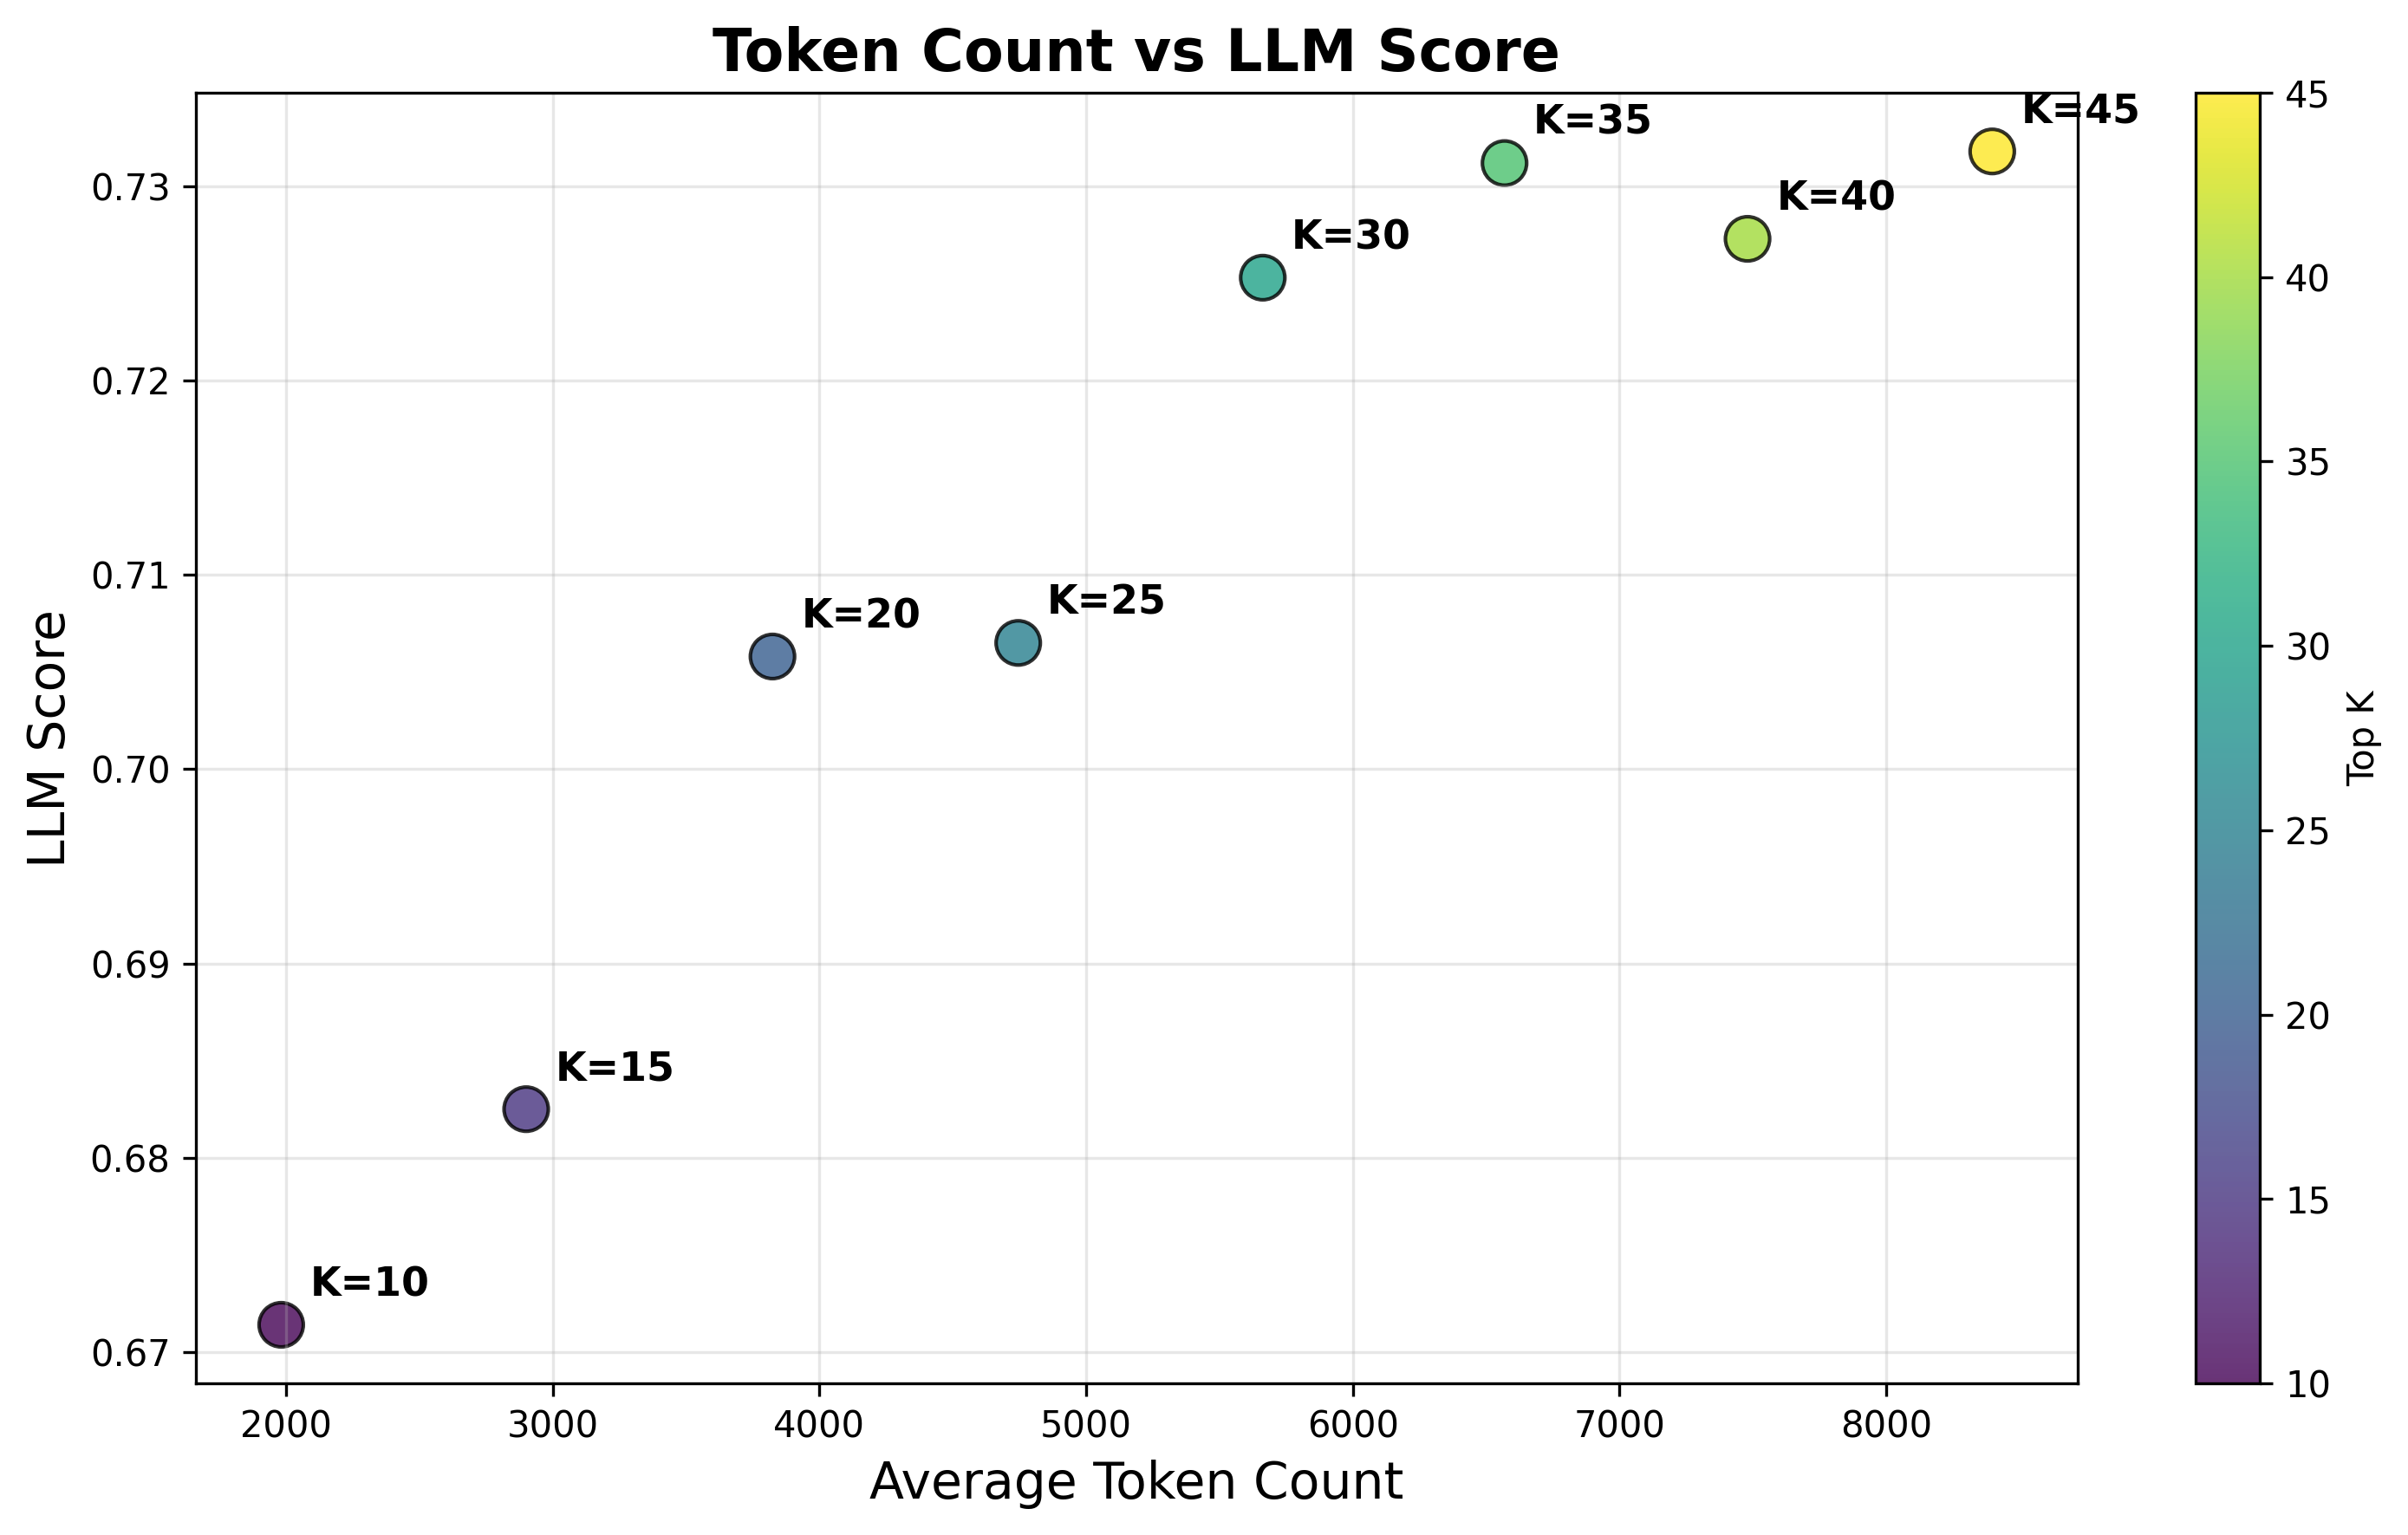 Token Count vs LLM Score
K=45
K=35
K=40
K=30
K=25
K=20
K=15
K=10
LLM Score
0.73
0.72
0.71
0.70
0.69
0.68
0.67
2000 3000 4000 5000 6000 7000 8000
Average Token Count
45
40
35
30
25
20
15
10
Top K